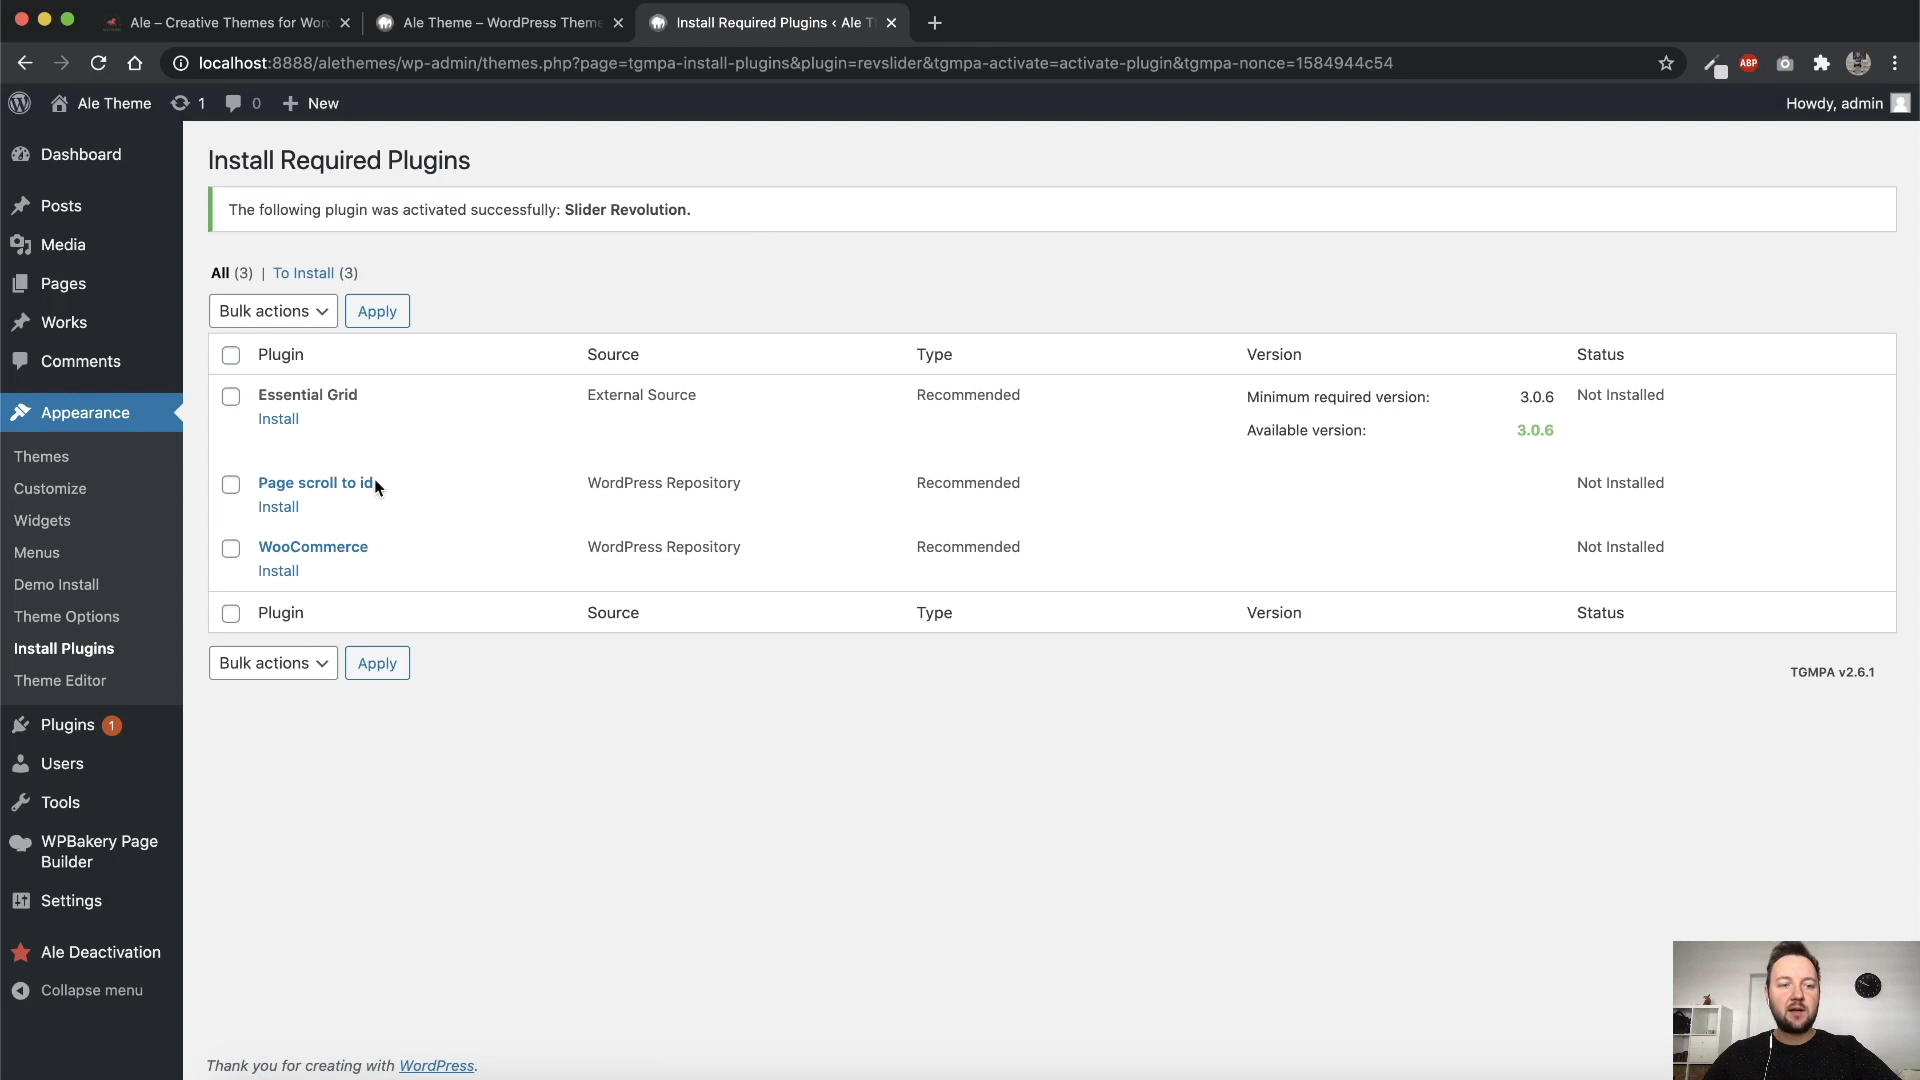 Ale – Creative Themes for Wor
Ale Theme – WordPress Theme
Install Required Plugins ‹ Ale T
localhost:8888/alethemes/wp-admin/themes.php?page=tgmpa-install-plugins&plugin=revslider&tgmpa-activate=activate-plugin&tgmpa-nonce=1584944c54
ABP
Ale Theme
1
0
New
Howdy, admin
Dashboard
Posts
Media
Pages
Works
Comments
Appearance
Themes
Customize
Widgets
Menus
Demo Install
Theme Options
Install Plugins
Theme Editor
Plugins 1
Users
Tools
WPBakery Page
Builder
Settings
Ale Deactivation
Collapse menu
Install Required Plugins
The following plugin was activated successfully: Slider Revolution.
All (3) | To Install (3)
Bulk actions Apply
Plugin Source Type Version Status
Essential Grid External Source Recommended Minimum required version: 3.0.6 Not Installed
Install Available version: 3.0.6
Page scroll to id WordPress Repository Recommended Not Installed
Install
WooCommerce WordPress Repository Recommended Not Installed
Install
Plugin Source Type Version Status
Bulk actions Apply
TGMPA v2.6.1
Thank you for creating with WordPress.